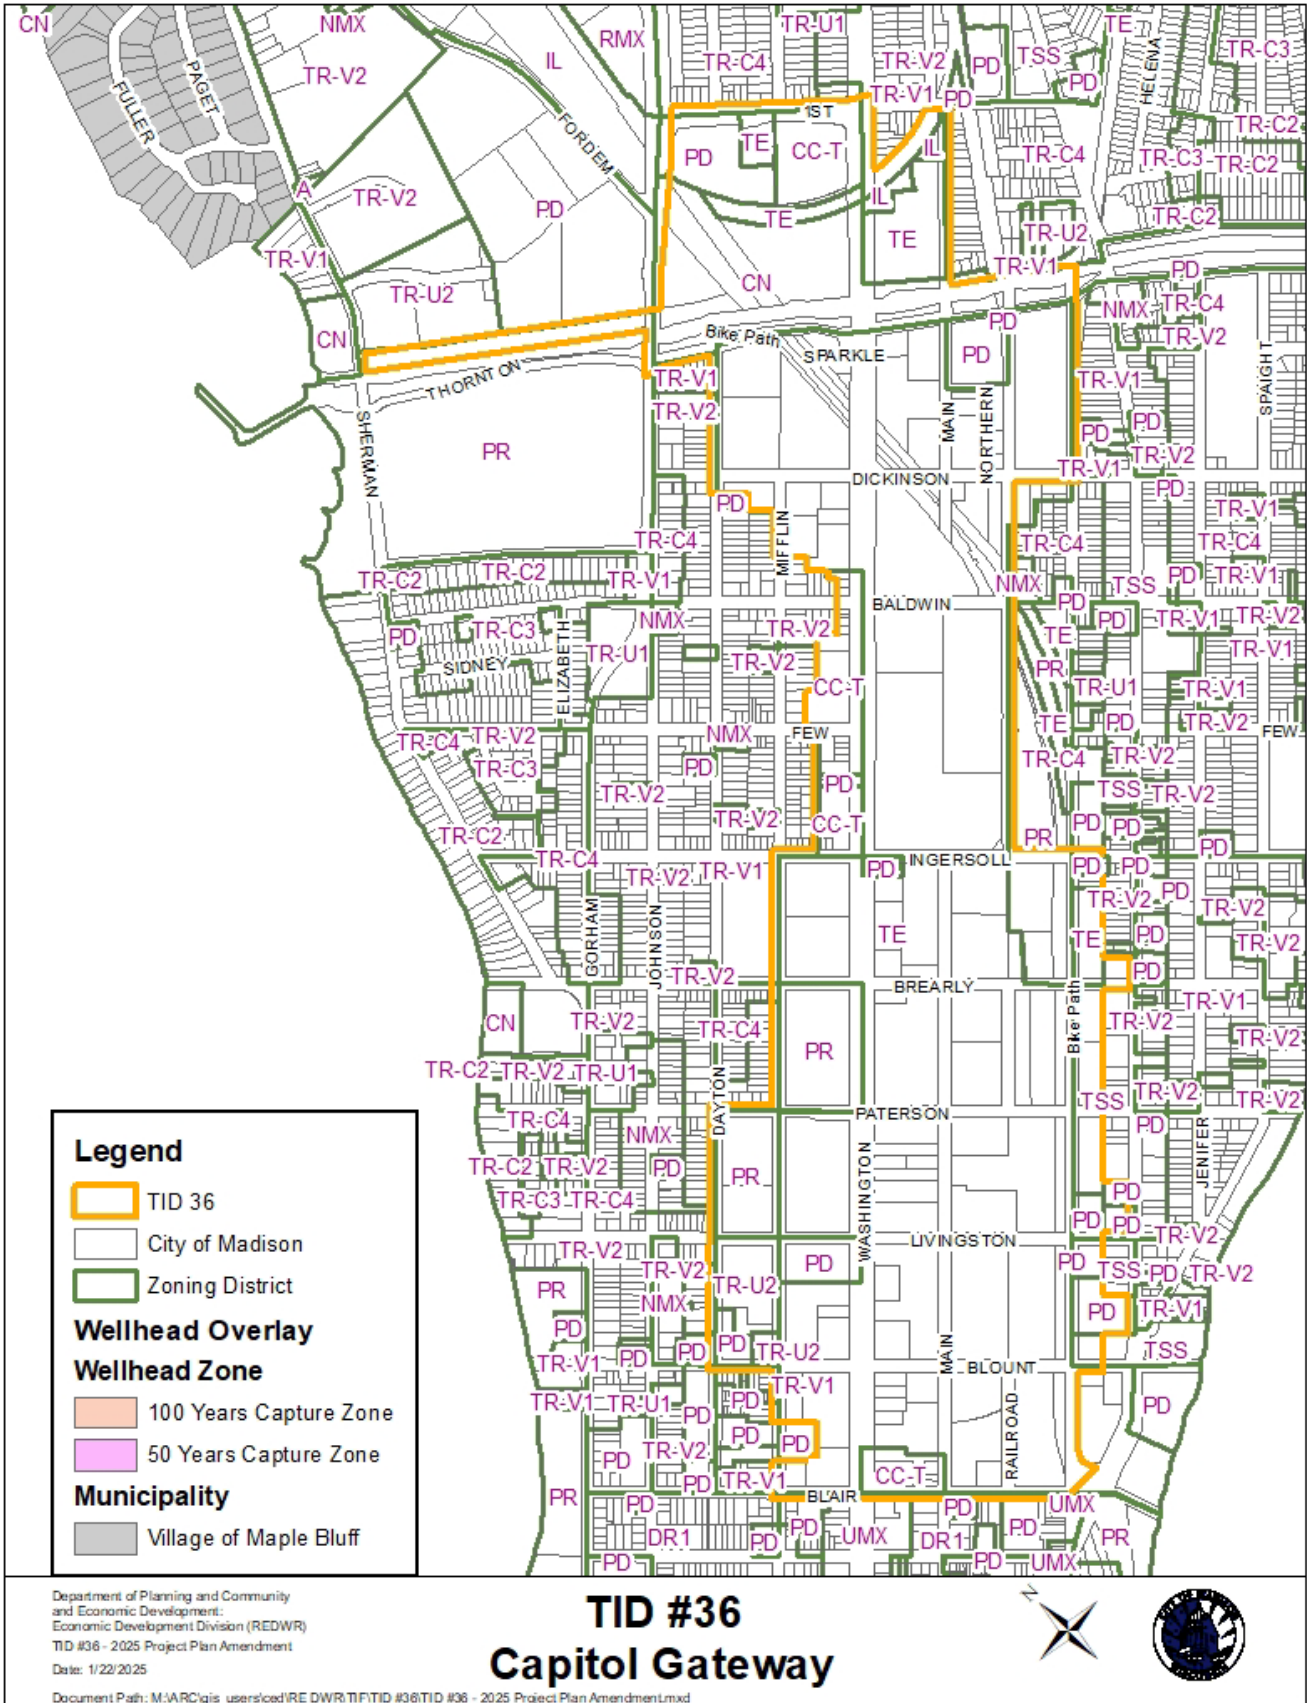 CN
NMX
IL
RMX
TR-U1
TE
TR-C4
TR-V2
PD
TSS
PD
TR-C3
HELENA
TR-V2
PAGET
FULLER
FORDEM
TR-V1
PD
1ST
PD
TE
CC-T
IL
TR-C4
TR-C2
TR-C3
TR-C2
A
TR-V2
PD
TE
IL
TE
TR-U2
TR-C2
TR-V1
TR-U2
CN
TR-V1
PD
NMX
TR-C4
CN
Bike Path
SPARKLE
PD
PD
TR-V2
THORNTON
TR-V1
TR-V2
TR-V1
SPAIGHT
SHERMAN
PR
MAIN
NORTHERN
PD
PD
TR-V2
DICKINSON
TR-V1
PD
PD
TR-V1
MIFFLIN
TR-C4
TR-C4
TR-C4
TR-C2
TR-C2
TR-V1
NMX
TSS
PD
TR-V1
BALDWIN
PD
NMX
TR-V2
PD
TR-V1
TR-V2
PD
TR-C3
TE
SIDNEY
ELIZABETH
TR-U1
TR-V2
PR
TR-V1
CC-T
TR-U1
TR-V1
TR-C4
TR-V2
NMX
FEW
TE
PD
TR-V2
FEW
TR-C3
PD
TR-C4
TR-V2
TR-V2
PD
TSS
TR-V2
TR-C2
TR-V2
CC-T
PR
PD
PD
PD
TR-C4
TR-V2
TR-V1
PD
INGERSOLL
PD
PD
TR-V2
PD
TR-V2
GORHAM
JOHNSON
TE
TE
PD
TR-V2
TR-V2
BREARLY
PD
TR-V1
CN
TR-V2
TR-C4
PR
Bike Path
TR-V2
TR-V2
TR-C2
TR-V2
TR-U1
DAYTON
TSS
TR-V2
TR-V2
TR-C4
NMX
PATERSON
PD
JENIFER
TR-C2
TR-V2
PD
PR
WASHINGTON
TR-C3
TR-C4
PD
PD
PD
TR-V2
LIVINGSTON
TR-V2
TR-V2
TR-U2
PD
PD
TSS
PD
TR-V2
PR
NMX
PD
TR-V1
PD
PD
PD
PD
TR-U2
TSS
TR-V1
MAIN
BLOUNT
TR-V1
TR-V1
TR-U1
PD
PD
RAILROAD
PD
PD
TR-V2
PD
PD
PD
TR-V1
CC-T
PR
BLAIR
PD
UMX
PD
DR1
PD
PD
UMX
DR1
PD
PR
PD
PD
UMX
Legend
TID 36
City of Madison
Zoning District
Wellhead Overlay
Wellhead Zone
100 Years Capture Zone
50 Years Capture Zone
Municipality
Village of Maple Bluff
Department of Planning and Community
and Economic Development:
Economic Development Division (REDWR)
TID #36 - 2025 Project Plan Amendment
Date: 1/22/2025
Document Path: M:\ARC\gis_users\ced\RE DWR\TIF\TID #36\TID #36 - 2025 Project Plan Amendment.mxd
TID #36
Capitol Gateway
N